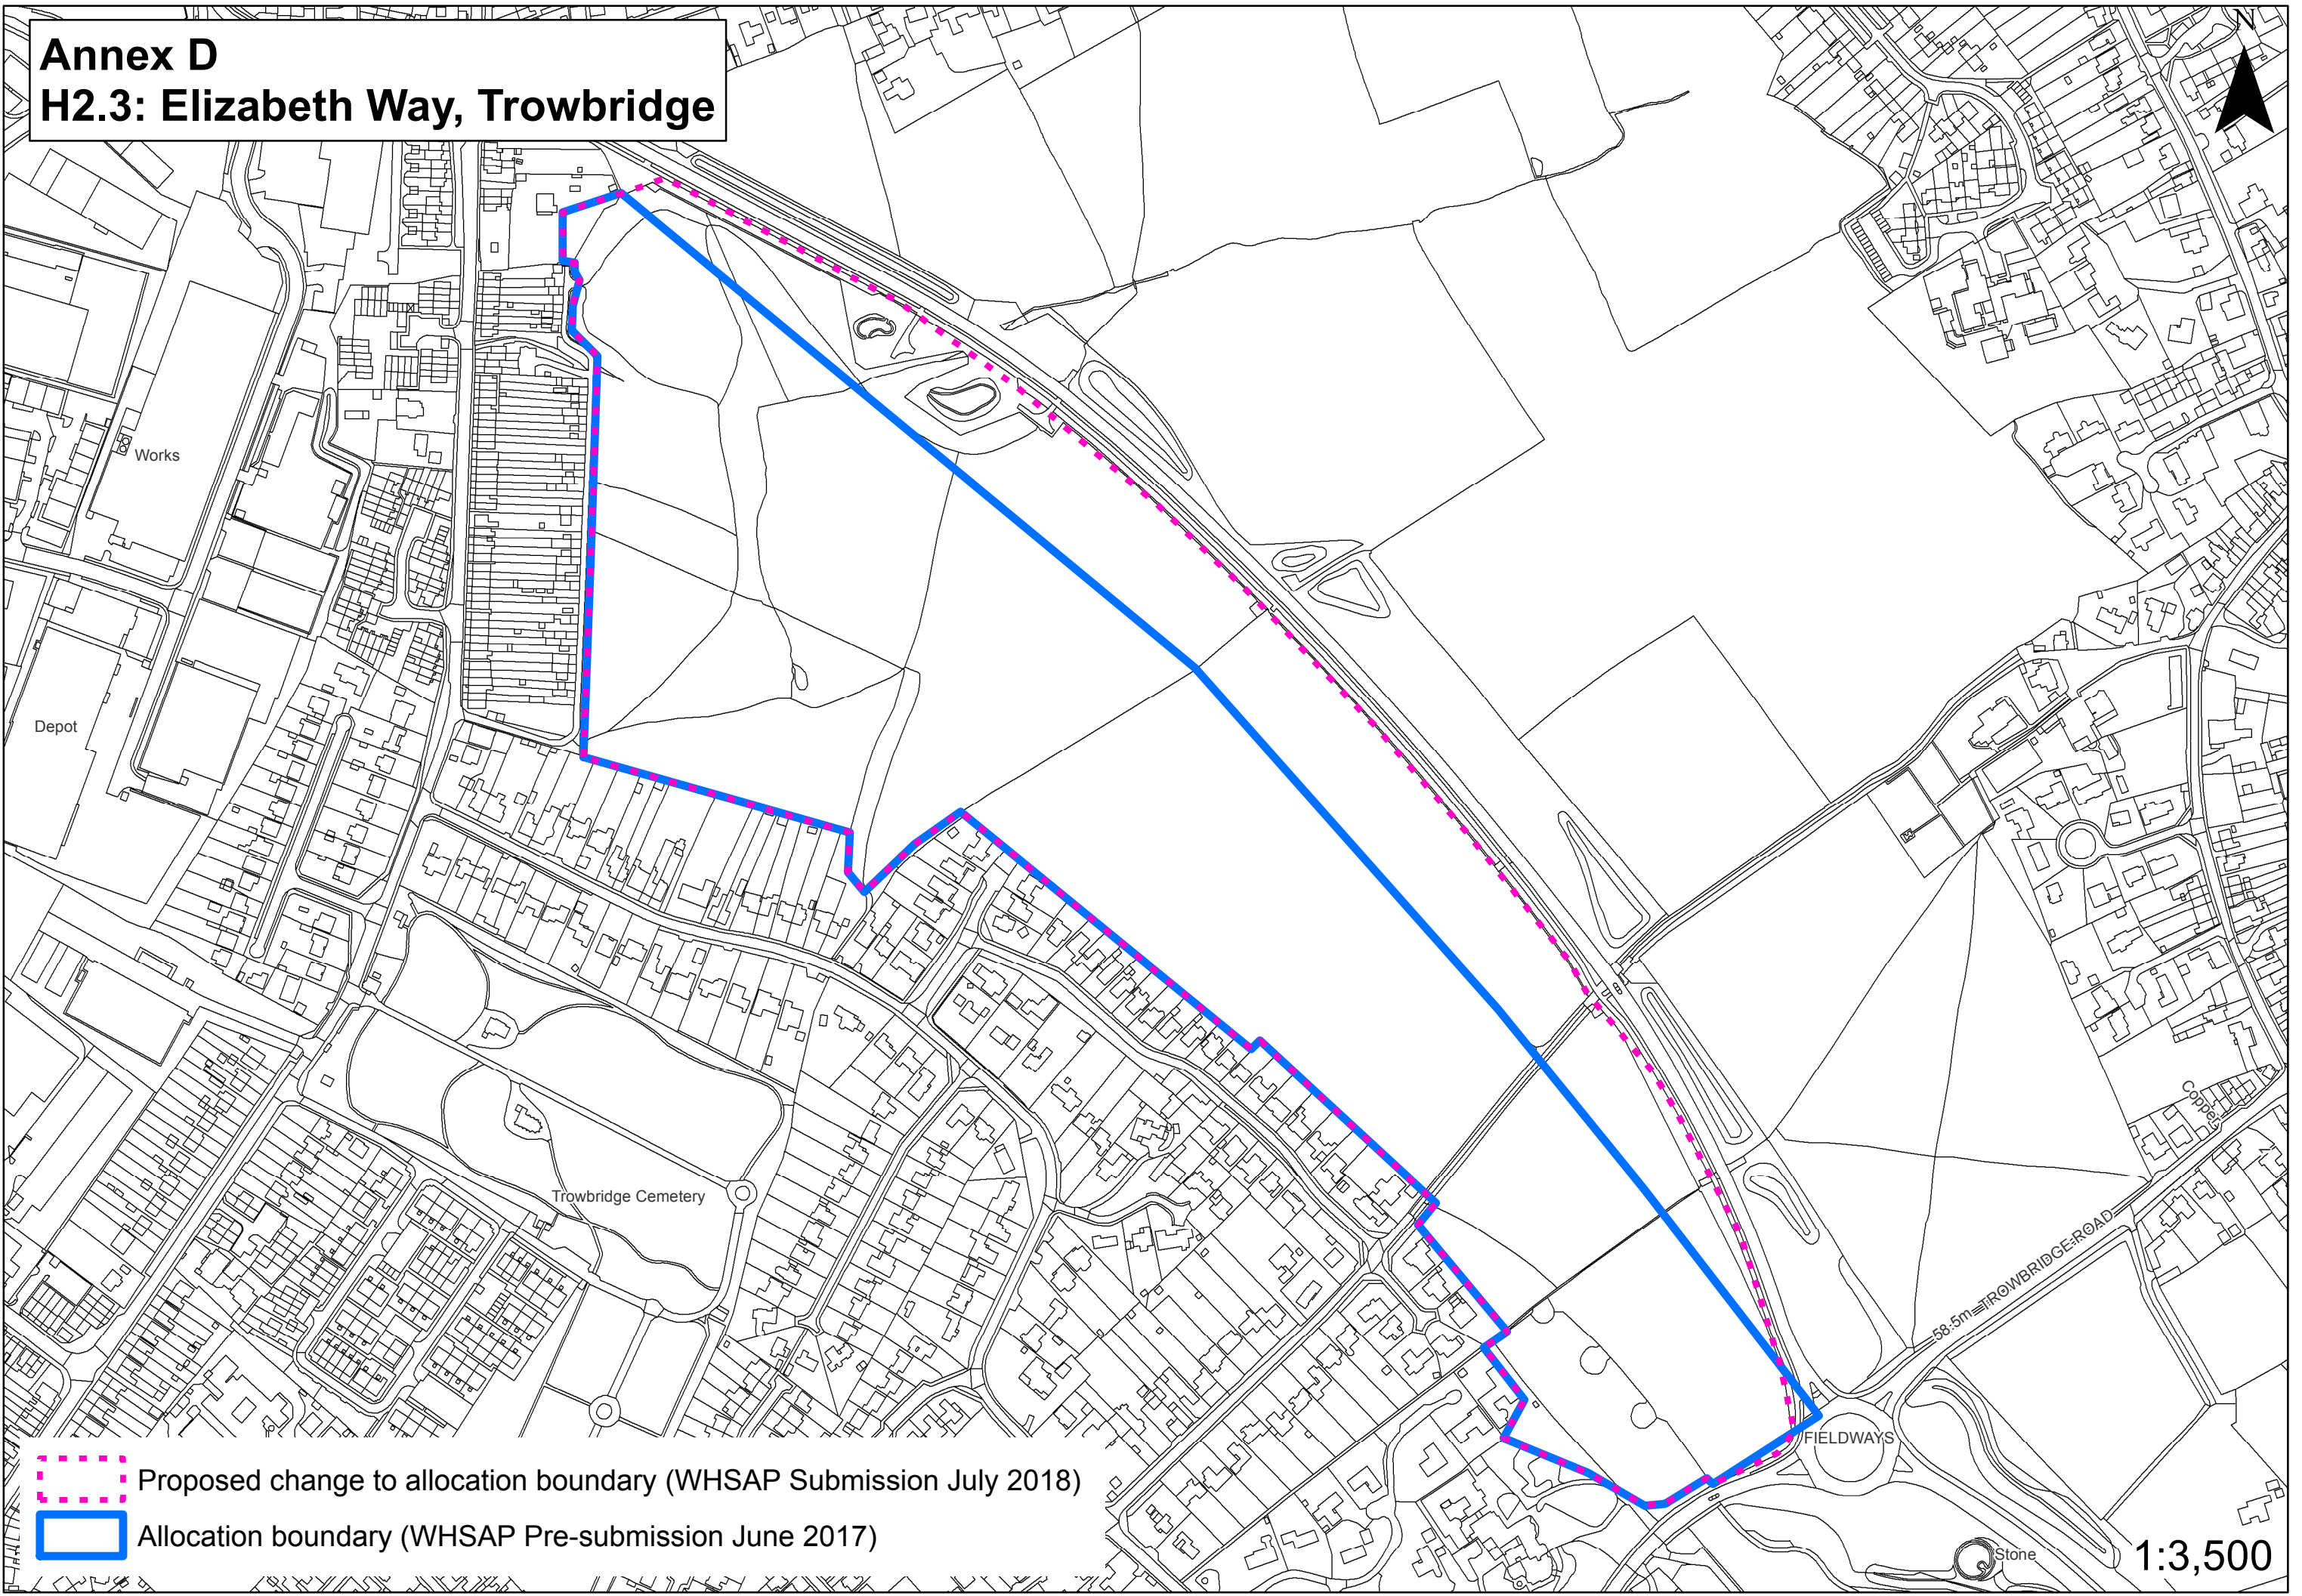 Annex D
H2.3: Elizabeth Way, Trowbridge
N
Works
Depot
Trowbridge Cemetery
58.5m
TROWBRIDGE ROAD
FIELDWAYS
Stone
Proposed change to allocation boundary (WHSAP Submission July 2018)
Allocation boundary (WHSAP Pre-submission June 2017)
1:3,500